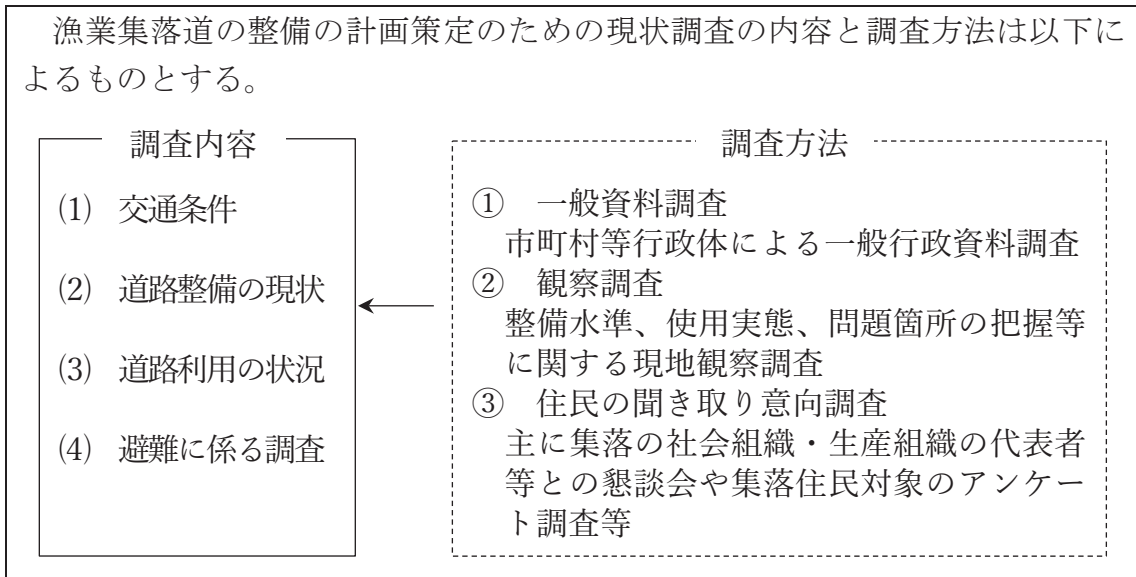 漁業集落道の整備の計画策定のための現状調査の内容と調査方法は以下に
よるものとする。
調査内容
(1) 交通条件
(2) 道路整備の現状
(3) 道路利用の状況
(4) 避難に係る調査
調査方法
① 一般資料調査
市町村等行政体による一般行政資料調査
② 観察調査
整備水準、使用実態、問題箇所の把握等
に関する現地観察調査
③ 住民の聞き取り意向調査
主に集落の社会組織・生産組織の代表者
等との懇談会や集落住民対象のアンケー
ト調査等